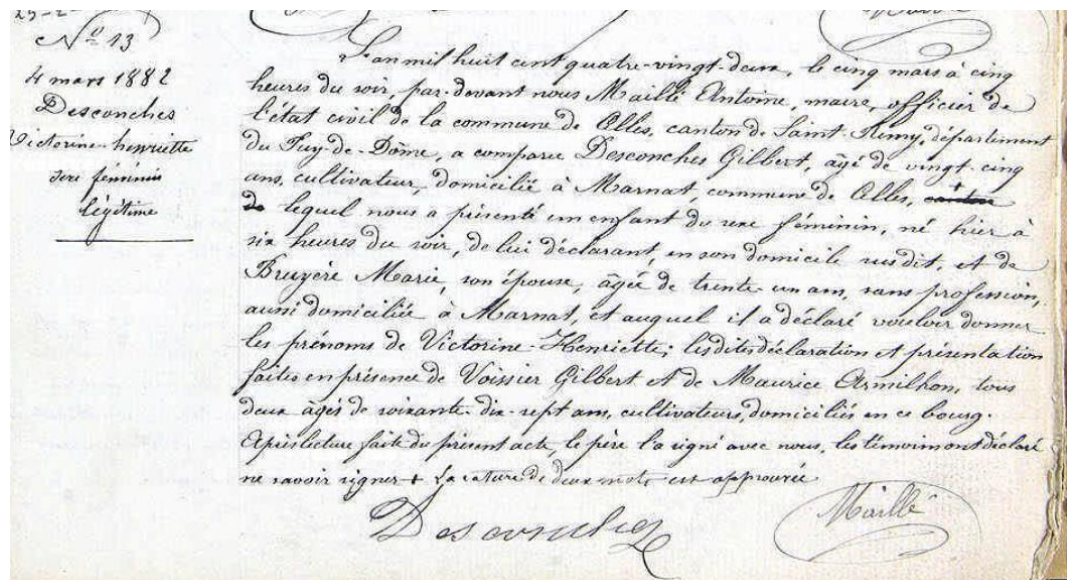 Nº 13
4 mars 1882
Desconches
Victorine henriette
sexe féminin
légitime
L'an mil huit cent quatre-vingt-deux, le cinq mars à cinq
heures du soir, par-devant nous Maillé Antoine, maire, officier de
l'état civil de la commune de Olles, canton de Saint-Remy, département
du Puy-de-Dôme, a comparu Desconches Gilbert, âgé de vingt-cinq
ans, cultivateur, domicilié à Marnat, commune de Olles, canton
de lequel nous a présenté un enfant du sexe féminin, né hier à
six heures du soir, de lui déclarant, en son domicile susdit, et de
Bruyère Marie, son épouse, âgée de trente-un ans, sans profession,
aussi domiciliée à Marnat, et auquel il a déclaré vouloir donner
les prénoms de Victorine Henriette; lesdites déclaration et présentation
faites en présence de Voissier Gilbert et de Maurice Armilhon, tous
deux âgés de soixante-dix-sept ans, cultivateurs, domiciliés en ce bourg.
Après lecture faite du présent acte, le père l'a signé avec nous, les témoins ont déclaré
ne savoir signer + La rature de deux mots est approuvée
Desconches
Maillé